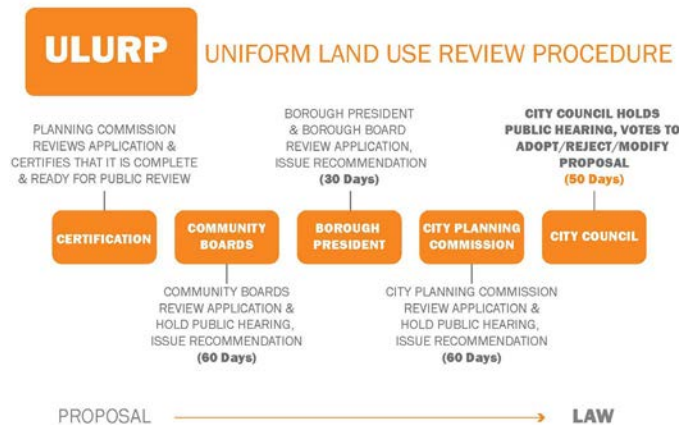 ULURP
UNIFORM LAND USE REVIEW PROCEDURE
PLANNING COMMISSION
REVIEWS APPLICATION &
CERTIFIES THAT IT IS COMPLETE
& READY FOR PUBLIC REVIEW
BOROUGH PRESIDENT
& BOROUGH BOARD
REVIEW APPLICATION,
ISSUE RECOMMENDATION
(30 Days)
CITY COUNCIL HOLDS
PUBLIC HEARING, VOTES TO
ADOPT/REJECT/MODIFY
PROPOSAL
(50 Days)
CERTIFICATION
COMMUNITY
BOARDS
BOROUGH
PRESIDENT
CITY PLANNING
COMMISSION
CITY COUNCIL
COMMUNITY BOARDS
REVIEW APPLICATION &
HOLD PUBLIC HEARING,
ISSUE RECOMMENDATION
(60 Days)
CITY PLANNING COMMISSION
REVIEW APPLICATION &
HOLD PUBLIC HEARING,
ISSUE RECOMMENDATION
(60 Days)
PROPOSAL
LAW